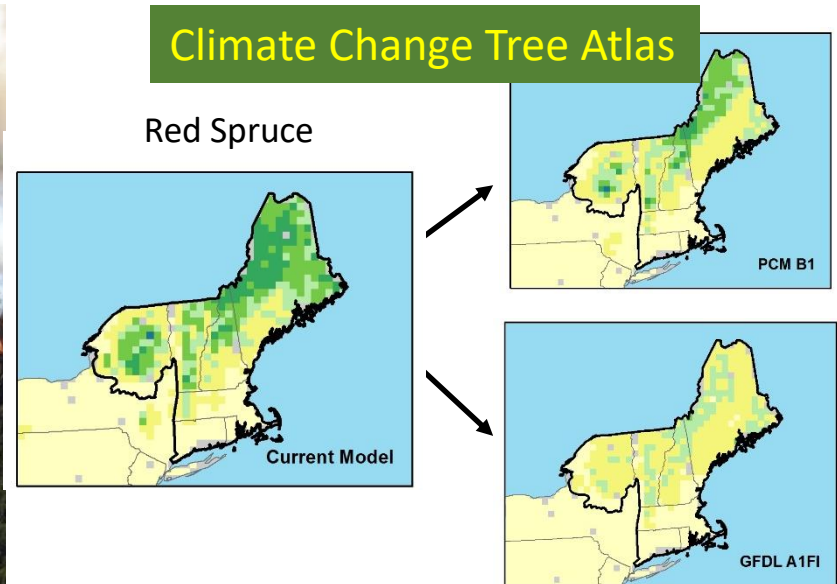 Climate Change Tree Atlas
Red Spruce
Current Model
PCM B1
GFDL A1FI